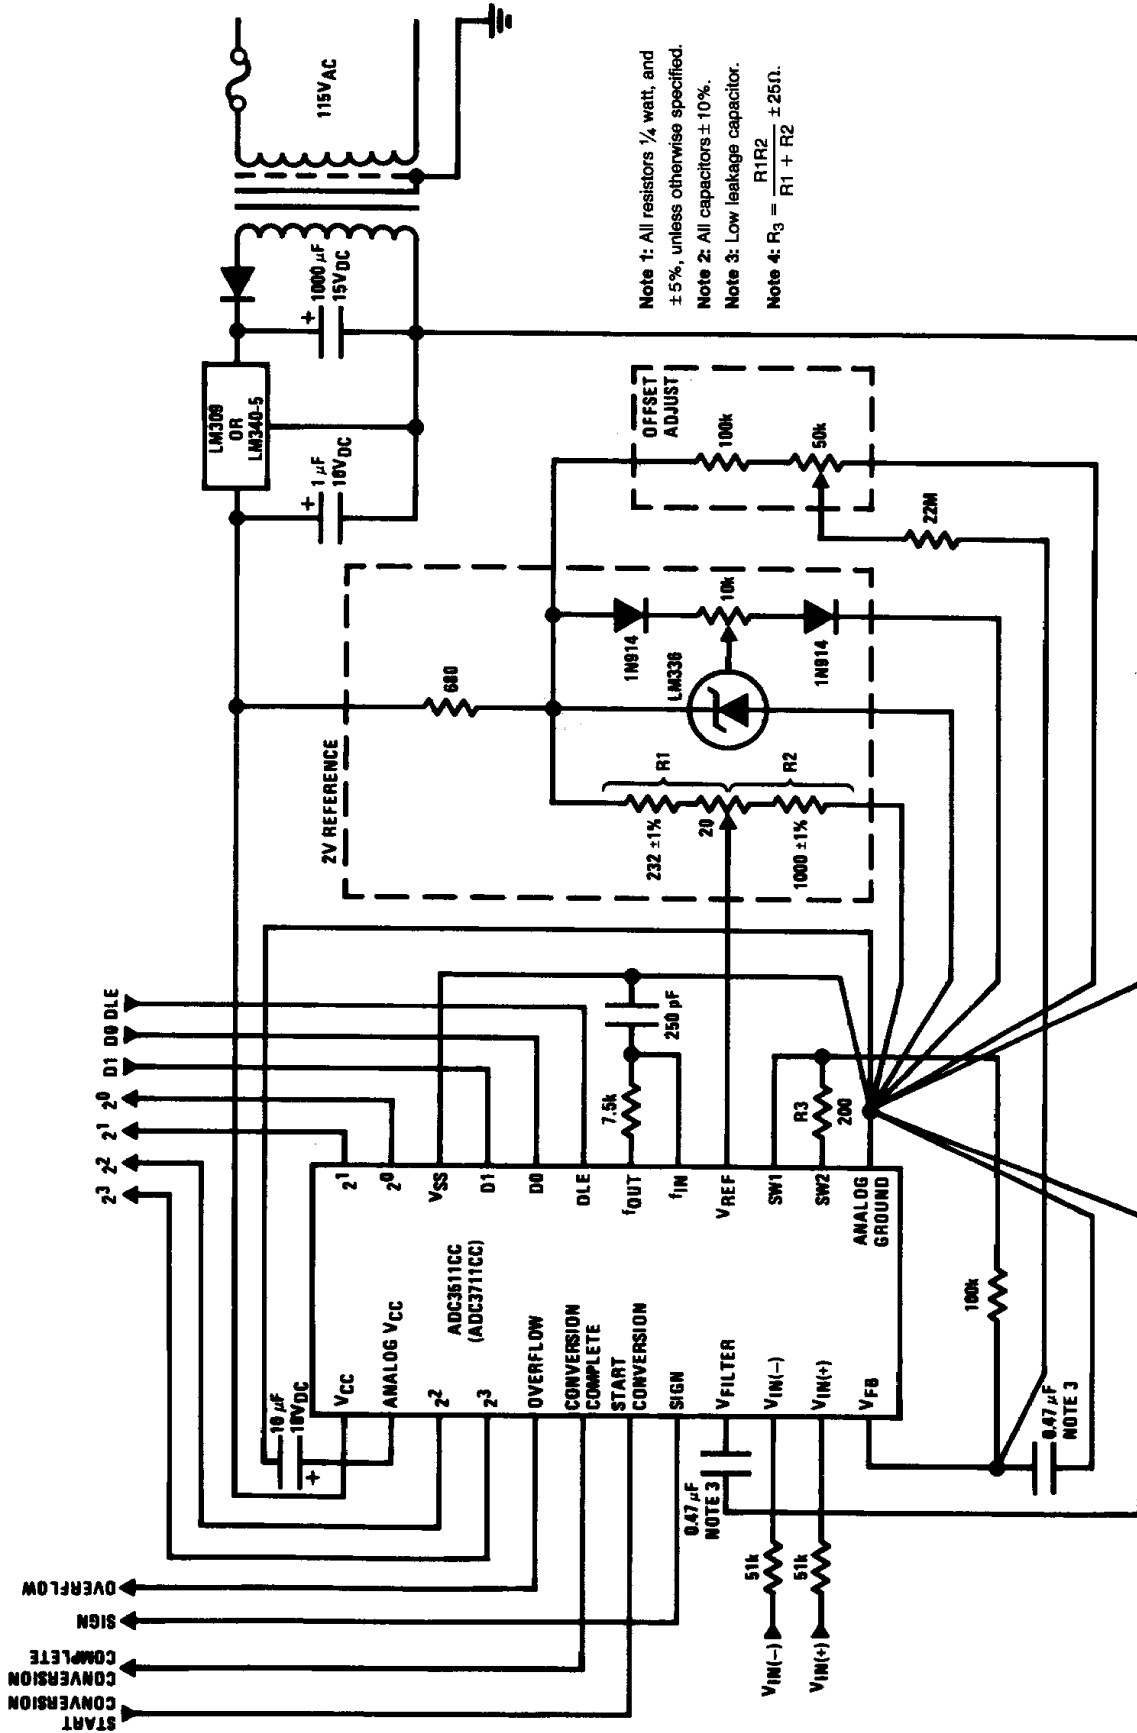 START
CONVERSION
CONVERSION
COMPLETE
SIGN
OVERFLOW
2³
2²
2¹
2⁰
D1
D0
DLE
10 µF
10VDC
+
VCC
ANALOG VCC
2²
2³
OVERFLOW
CONVERSION
COMPLETE
START
CONVERSION
SIGN
VFILTER
VIN(-)
VIN(+)
VFB
ADC3511CC
(ADC3711CC)
2¹
2⁰
VSS
D1
D0
DLE
fOUT
fIN
VREF
SW1
SW2
ANALOG
GROUND
0.47 µF
NOTE 3
51k
51k
VIN(-)
VIN(+)
0.47 µF
NOTE 3
100k
7.5k
250 pF
R3
200
2V REFERENCE
680
232 ±1%
R1
20
1000 ±1%
R2
LM336
1N914
10k
1N914
OFFSET
ADJUST
100k
50k
22M
+
1 µF
10VDC
LM309
OR
LM340-5
+
1000 µF
15VDC
115VAC
Note 1: All resistors ¼ watt, and
±5%, unless otherwise specified.
Note 2: All capacitors ±10%.
Note 3: Low leakage capacitor.
Note 4: R3 = R1R2 / R1 + R2 ±25Ω.